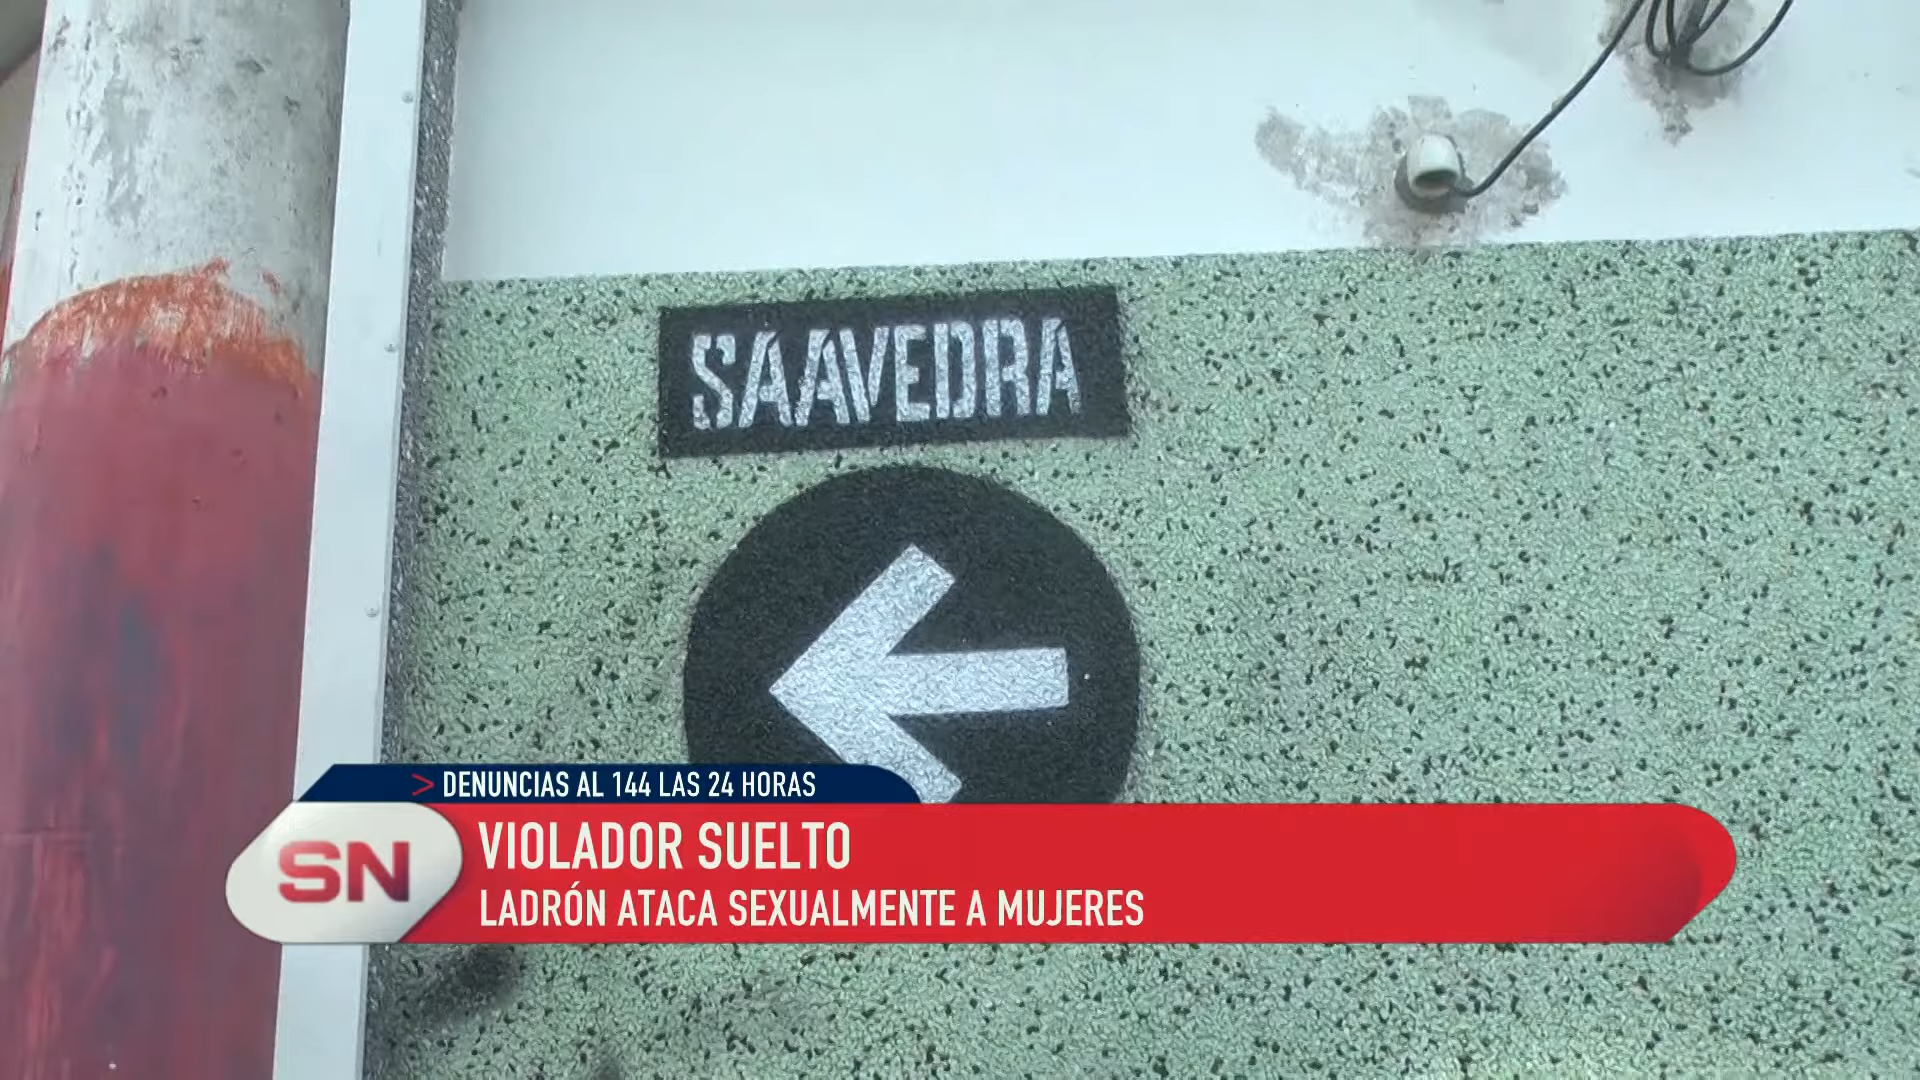 SAAVEDRA
> DENUNCIAS AL 144 LAS 24 HORAS
SN
VIOLADOR SUELTO
LADRÓN ATACA SEXUALMENTE A MUJERES